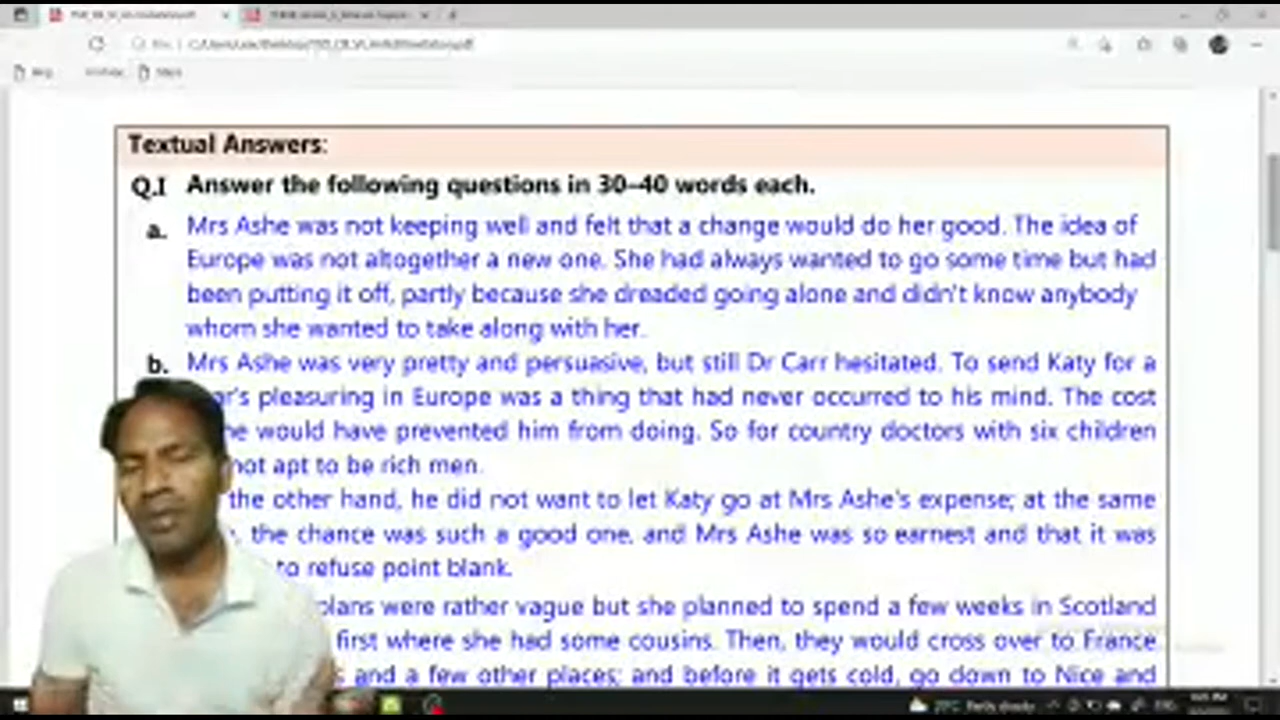 Textual Answers:
Q.I Answer the following questions in 30–40 words each.
a. Mrs Ashe was not keeping well and felt that a change would do her good. The idea of
Europe was not altogether a new one. She had always wanted to go some time but had
been putting it off, partly because she dreaded going alone and didn't know anybody
whom she wanted to take along with her.
b. Mrs Ashe was very pretty and persuasive, but still Dr Carr hesitated. To send Katy for a
pleasuring in Europe was a thing that had never occurred to his mind. The cost
would have prevented him from doing. So for country doctors with six children
not apt to be rich men.
the other hand, he did not want to let Katy go at Mrs Ashe's expense; at the same
the chance was such a good one, and Mrs Ashe was so earnest and that it was
to refuse point blank.
plans were rather vague but she planned to spend a few weeks in Scotland
first where she had some cousins. Then, they would cross over to France
and a few other places; and before it gets cold, go down to Nice and